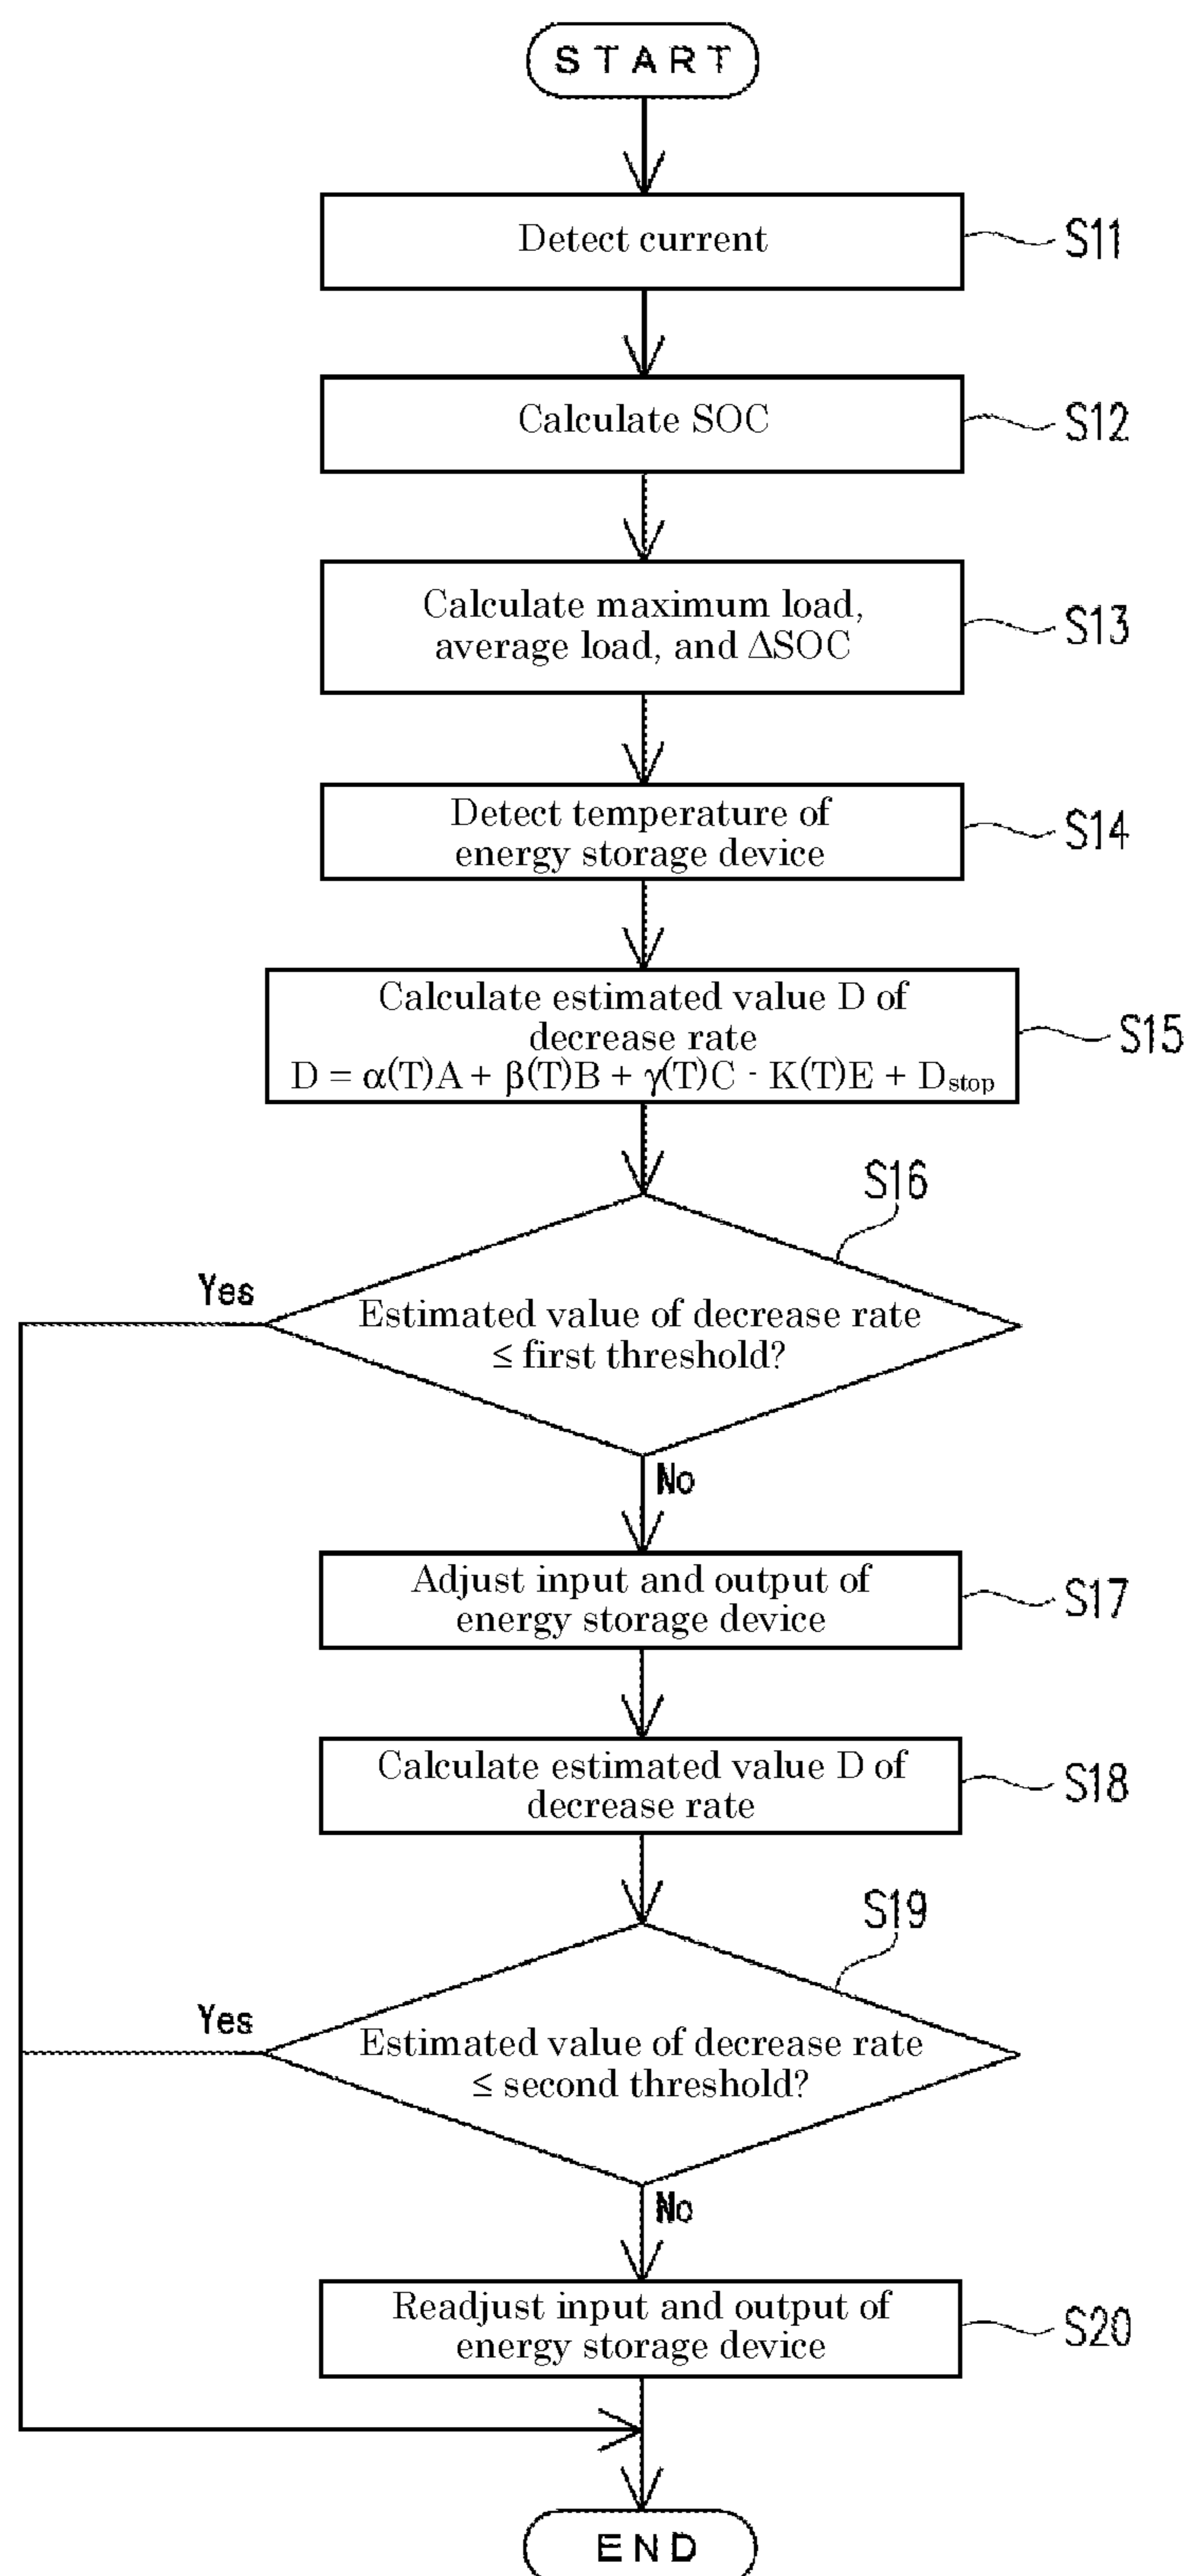 START
Detect current
S11
Calculate SOC
S12
Calculate maximum load,
average load, and ΔSOC
S13
Detect temperature of
energy storage device
S14
Calculate estimated value D of
decrease rate
D = α(T)A + β(T)B + γ(T)C - K(T)E + Dstop
S15
S16
Yes
Estimated value of decrease rate
≤ first threshold?
No
Adjust input and output of
energy storage device
S17
Calculate estimated value D of
decrease rate
S18
S19
Yes
Estimated value of decrease rate
≤ second threshold?
No
Readjust input and output of
energy storage device
S20
END